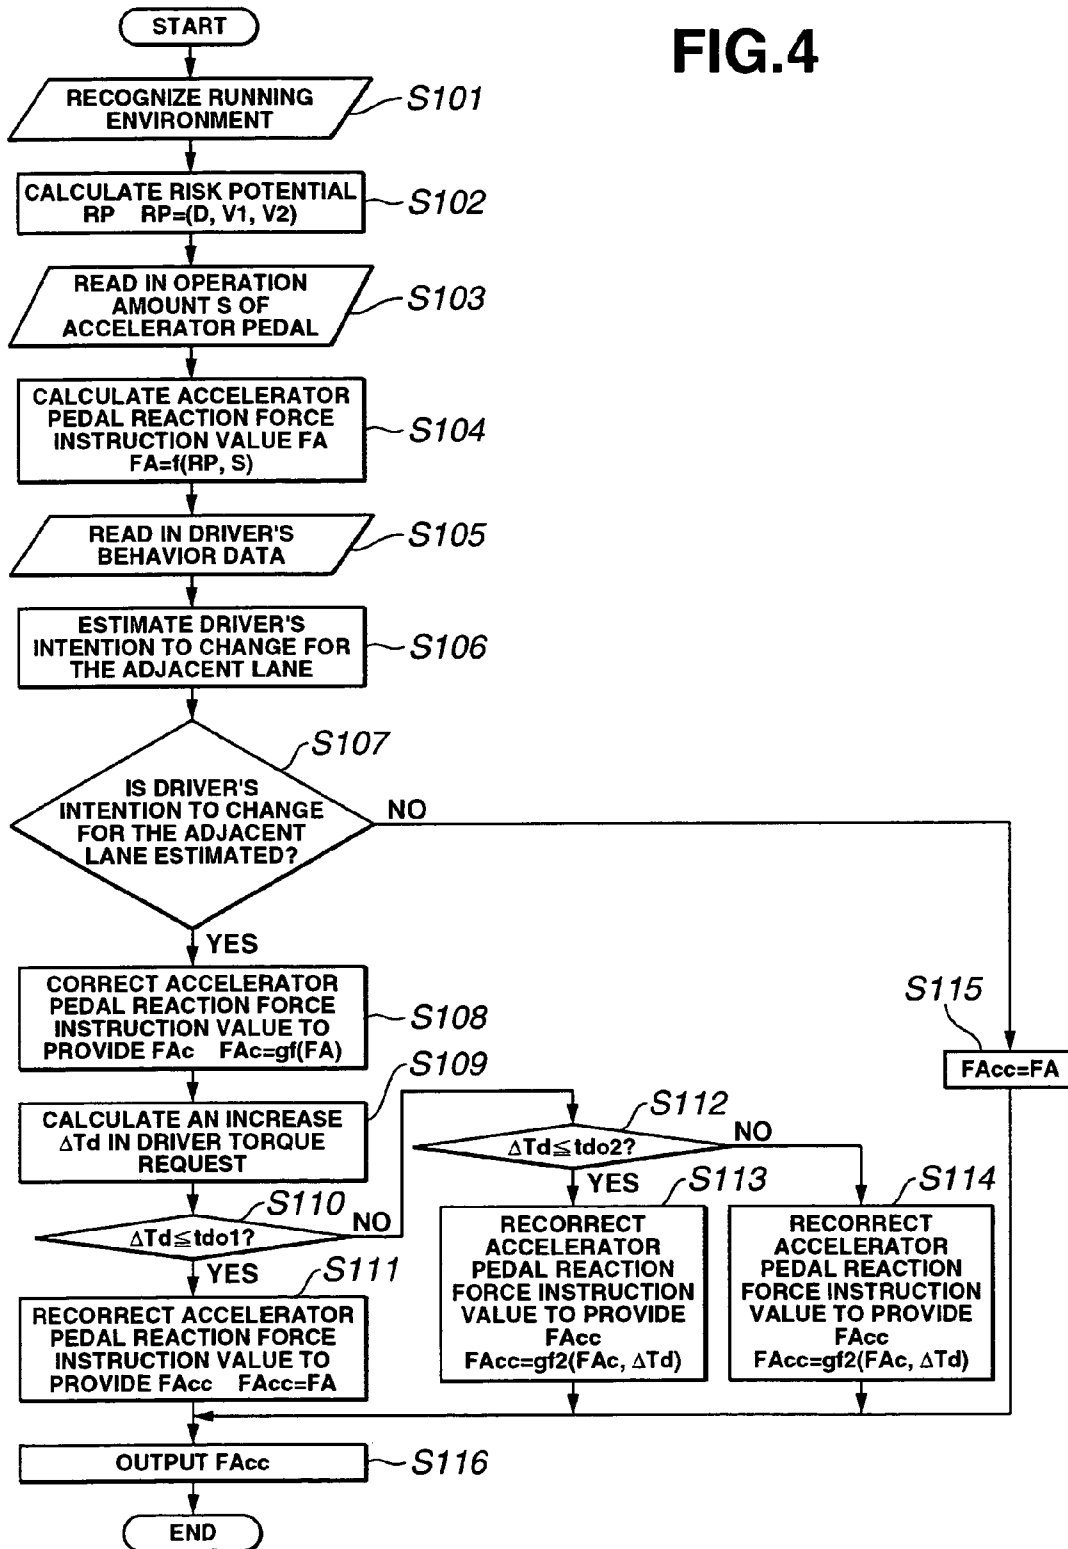 FIG.4
START
RECOGNIZE RUNNING
ENVIRONMENT
S101
CALCULATE RISK POTENTIAL
RP RP=(D, V1, V2)
S102
READ IN OPERATION
AMOUNT S OF
ACCELERATOR PEDAL
S103
CALCULATE ACCELERATOR
PEDAL REACTION FORCE
INSTRUCTION VALUE FA
FA=f(RP, S)
S104
READ IN DRIVER'S
BEHAVIOR DATA
S105
ESTIMATE DRIVER'S
INTENTION TO CHANGE FOR
THE ADJACENT LANE
S106
S107
IS DRIVER'S
INTENTION TO CHANGE
FOR THE ADJACENT
LANE ESTIMATED?
NO
YES
CORRECT ACCELERATOR
PEDAL REACTION FORCE
INSTRUCTION VALUE TO
PROVIDE FAc FAc=gf(FA)
S108
S115
FAcc=FA
S109
CALCULATE AN INCREASE
ΔTd IN DRIVER TORQUE
REQUEST
S110
ΔTd≦tdo1?
NO
YES
S111
RECORRECT ACCELERATOR
PEDAL REACTION FORCE
INSTRUCTION VALUE TO
PROVIDE FAcc FAcc=FA
S112
ΔTd≦tdo2?
NO
YES
S113
RECORRECT
ACCELERATOR
PEDAL REACTION
FORCE INSTRUCTION
VALUE TO PROVIDE
FAcc
FAcc=gf2(FAc, ΔTd)
S114
RECORRECT
ACCELERATOR
PEDAL REACTION
FORCE INSTRUCTION
VALUE TO PROVIDE
FAcc
FAcc=gf2(FAc, ΔTd)
OUTPUT FAcc
S116
END